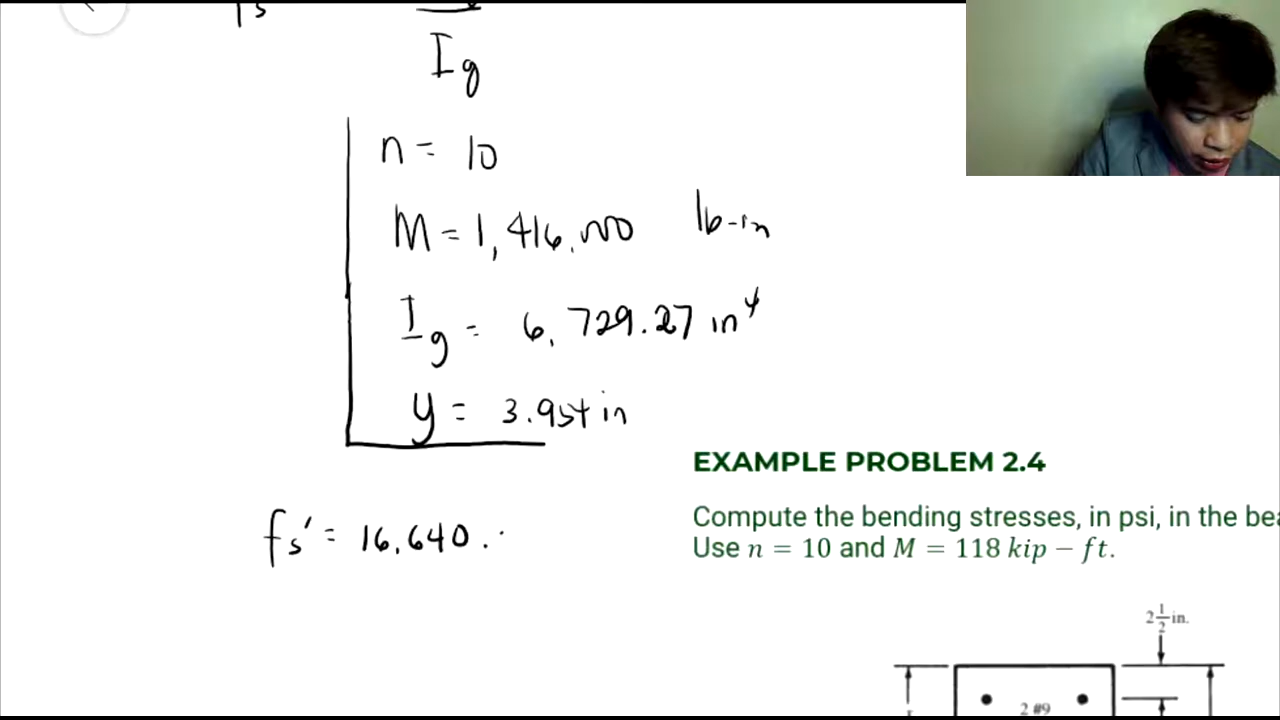 Ig
n = 10
M = 1,416,000 lb-in
Ig = 6,729.27 in⁴
y = 3.954 in
fs' = 16,640.
EXAMPLE PROBLEM 2.4
Compute the bending stresses, in psi, in the
Use n = 10 and M = 118 kip − ft.
2 1/2 in.
2 #9